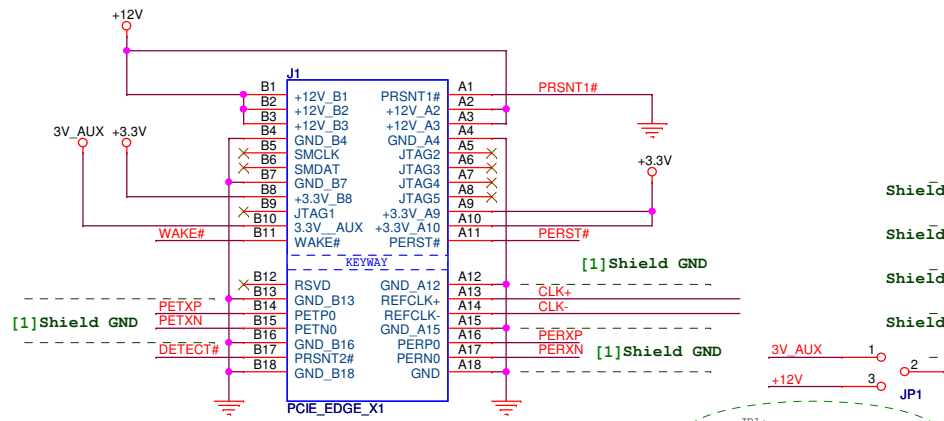 +12V
J1
B1 +12V_B1 PRSNT1# A1 PRSNT1#
B2 +12V_B2 +12V_A2 A2
B3 +12V_B3 +12V_A3 A3
3V_AUX +3.3V B4 GND_B4 GND_A4 A4
B5 SMCLK JTAG2 A5
B6 SMDAT JTAG3 A6 +3.3V
B7 GND_B7 JTAG4 A7
B8 +3.3V_B8 JTAG5 A8 Shield
B9 JTAG1 +3.3V_A9 A9
B10 3.3V__AUX +3.3V_A10 A10
WAKE# B11 WAKE# PERST# A11 PERST# Shield
KEYWAY
[1]Shield GND
B12 RSVD GND_A12 A12 Shield
B13 GND_B13 REFCLK+ A13 CLK+
PETXP B14 PETP0 REFCLK- A14 CLK-
[1]Shield GND PETXN B15 PETN0 GND_A15 A15 Shield
B16 GND_B16 PERP0 A16 PERXP
DETECT# B17 PRSNT2# PERN0 A17 PERXN [1]Shield GND 3V_AUX 1
B18 GND_B18 GND A18 2
+12V 3
JP1
PCIE_EDGE_X1